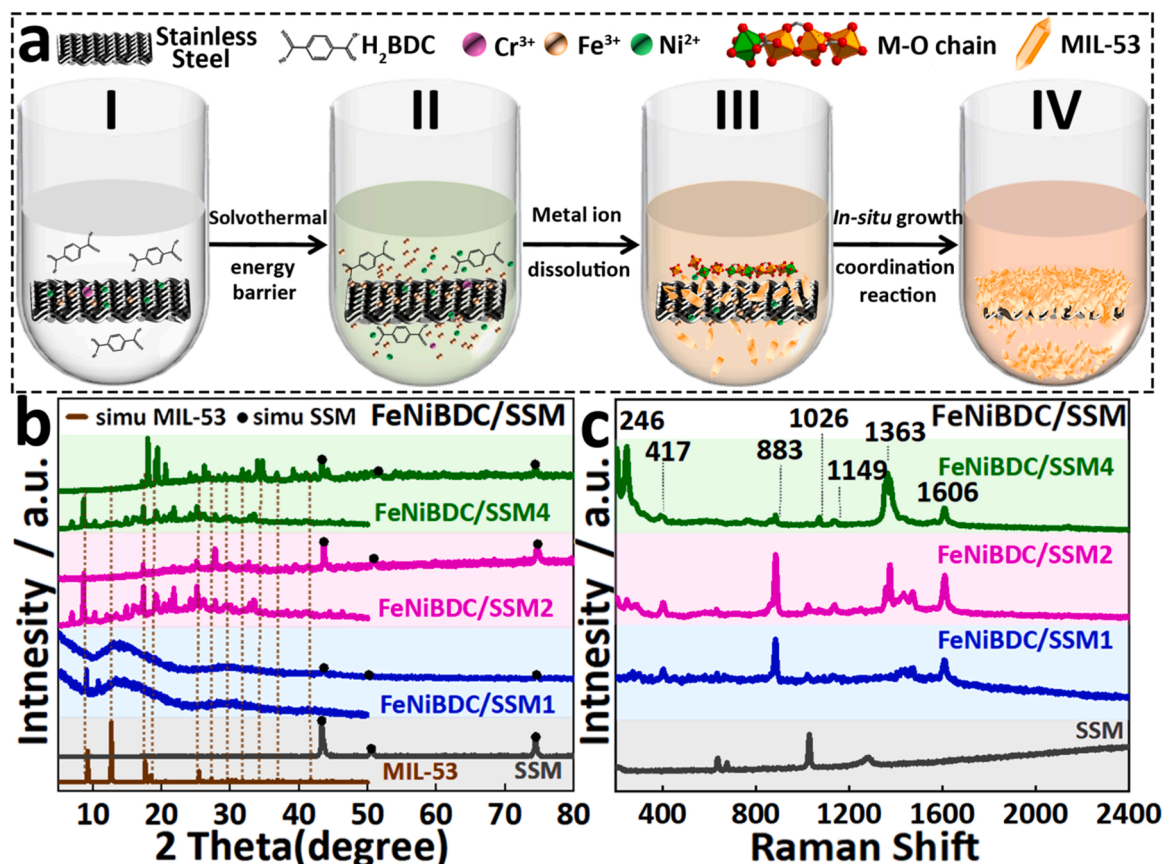 a
Stainless
Steel
H₂BDC
Cr³⁺
Fe³⁺
Ni²⁺
M-O chain
MIL-53
I
II
III
IV
Solvothermal
energy
barrier
Metal ion
dissolution
In-situ growth
coordination
reaction
b
simu MIL-53
simu SSM
FeNiBDC/SSM
FeNiBDC/SSM4
FeNiBDC/SSM2
FeNiBDC/SSM1
MIL-53
SSM
Intnesity / a.u.
10 20 30 40 50 60 70 80
2 Theta(degree)
c
FeNiBDC/SSM
246
417
883
1026
1149
1363
1606
FeNiBDC/SSM4
FeNiBDC/SSM2
FeNiBDC/SSM1
SSM
Intnesity / a.u.
400 800 1200 1600 2000 2400
Raman Shift